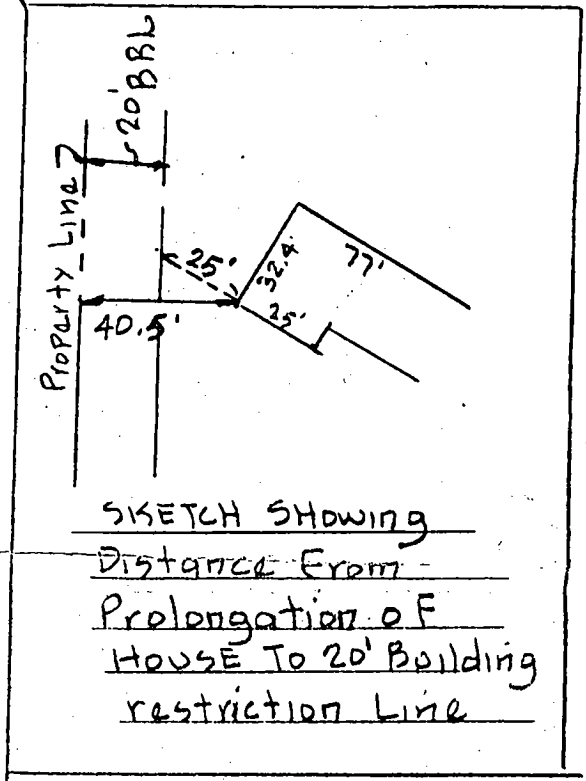 20' BRL
Property Line
25'
32.4'
77'
40.5'
25'
SKETCH SHowing
Distance From
Prolongation oF
HoUSE To 20' Building
restriction Line